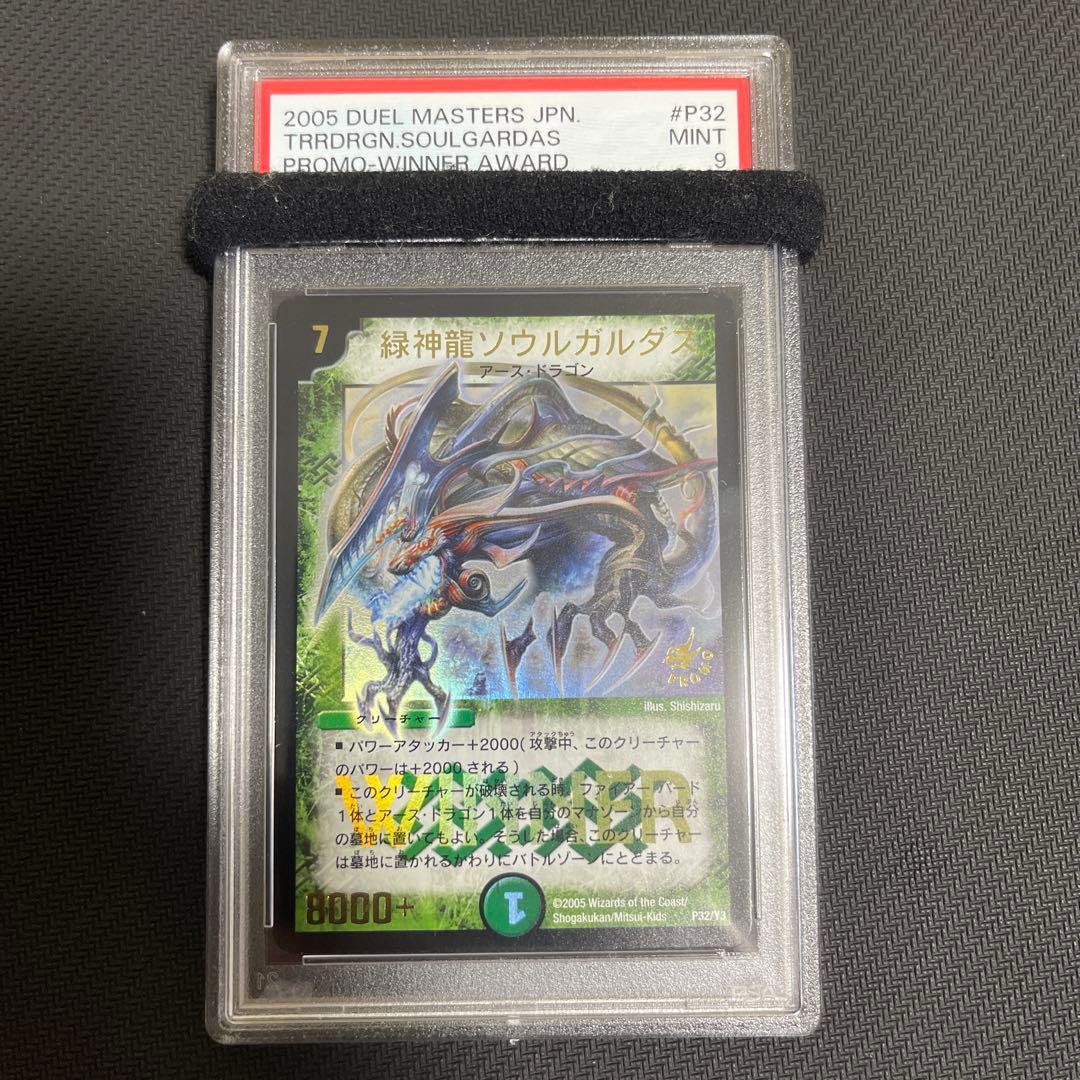 2005 DUEL MASTERS JPN. #P32
TRRDRGN.SOULGARDAS MINT
PROMO-WINNER AWARD 9
7 緑神龍ソウルガルダス
アース・ドラゴン
PROMO
illus. Shishizaru
クリーチャー
■ パワーアタッカー+2000(攻撃中、このクリーチャー
のパワーは+2000される)
■ このクリーチャーが破壊される時、ファイアー・バード
1体とアース・ドラゴン1体を自分のマナゾーンから自分
の墓地に置いてもよい。そうした場合、このクリーチャー
は墓地に置かれるかわりにバトルゾーンにとどまる。
WINNER
8000+
1
©2005 Wizards of the Coast/
Shogakukan/Mitsui-Kids P32/Y3